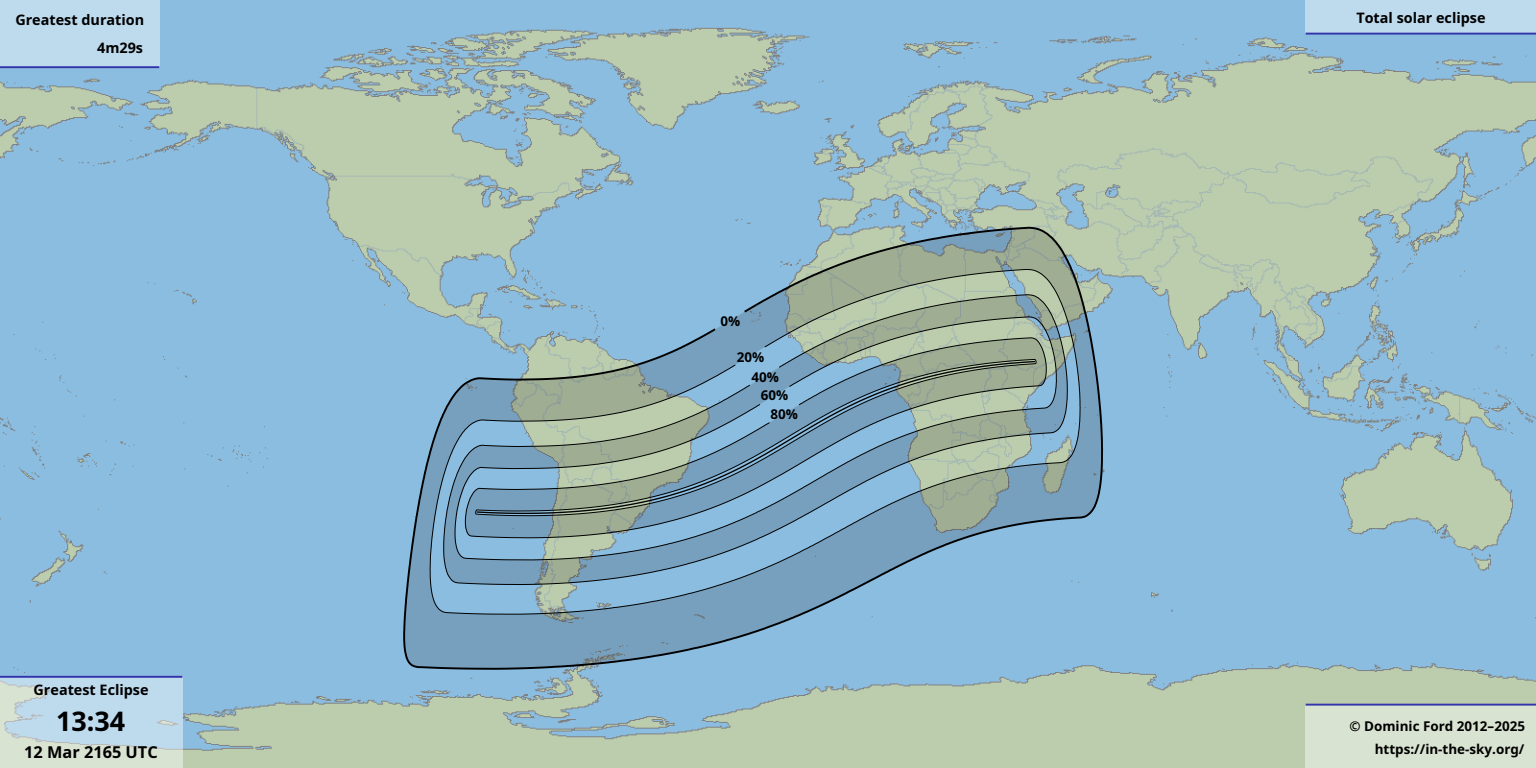 Greatest duration
4m29s
Total solar eclipse
0%
20%
40%
60%
80%
Greatest Eclipse
13:34
12 Mar 2165 UTC
© Dominic Ford 2012–2025
https://in-the-sky.org/